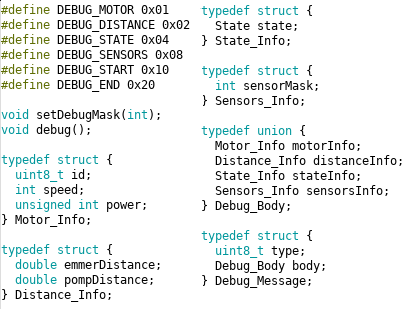 #define DEBUG_MOTOR 0x01
#define DEBUG_DISTANCE 0x02
#define DEBUG_STATE 0x04
#define DEBUG_SENSORS 0x08
#define DEBUG_START 0x10
#define DEBUG_END 0x20

void setDebugMask(int);
void debug();

typedef struct {
  uint8_t id;
  int speed;
  unsigned int power;
} Motor_Info;

typedef struct {
  double emmerDistance;
  double pompDistance;
} Distance_Info;

typedef struct {
  State state;
} State_Info;

typedef struct {
  int sensorMask;
} Sensors_Info;

typedef union {
  Motor_Info motorInfo;
  Distance_Info distanceInfo;
  State_Info stateInfo;
  Sensors_Info sensorsInfo;
} Debug_Body;

typedef struct {
  uint8_t type;
  Debug_Body body;
} Debug_Message;